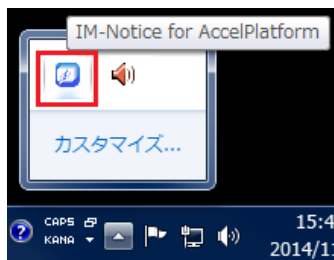 IM-Notice for AccelPlatform
カスタマイズ...
CAPS
KANA
15:4
2014/11